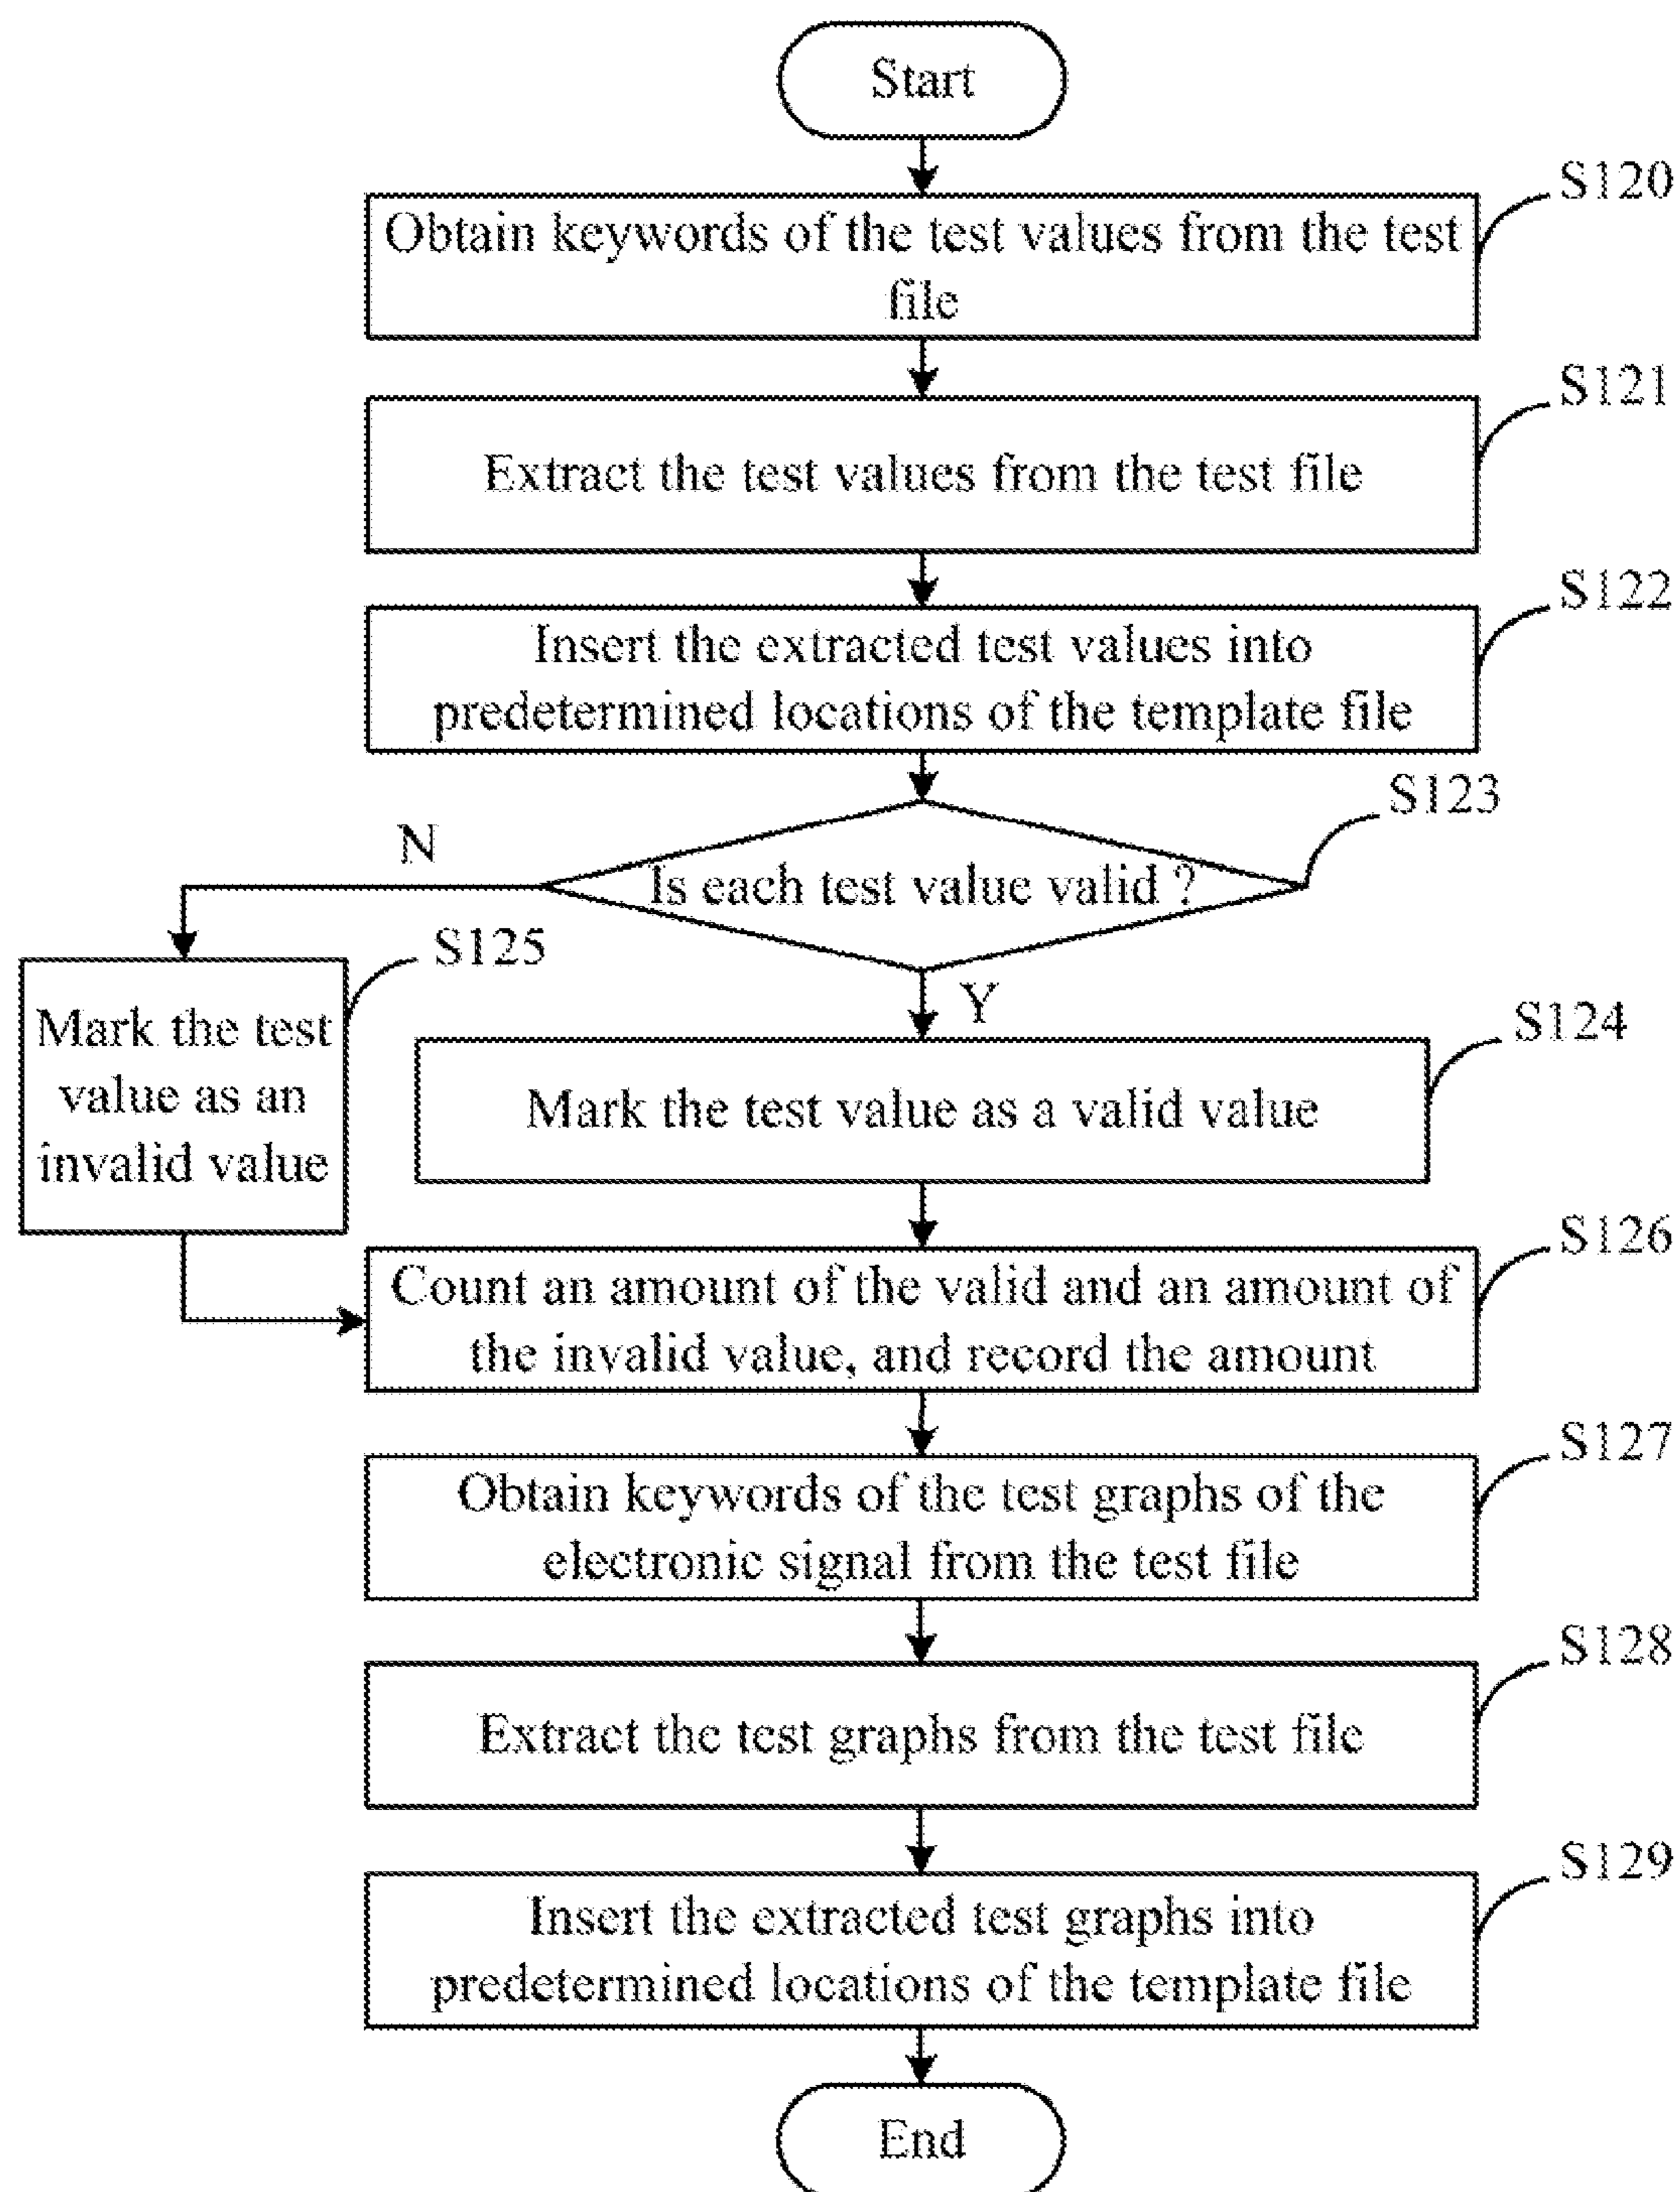 Start
S120
Obtain keywords of the test values from the test
file
S121
Extract the test values from the test file
S122
Insert the extracted test values into
predetermined locations of the template file
S123
N
Is each test value valid ?
S125
Y
Mark the test
value as an
invalid value
S124
Mark the test value as a valid value
S126
Count an amount of the valid and an amount of
the invalid value, and record the amount
S127
Obtain keywords of the test graphs of the
electronic signal from the test file
S128
Extract the test graphs from the test file
S129
Insert the extracted test graphs into
predetermined locations of the template file
End